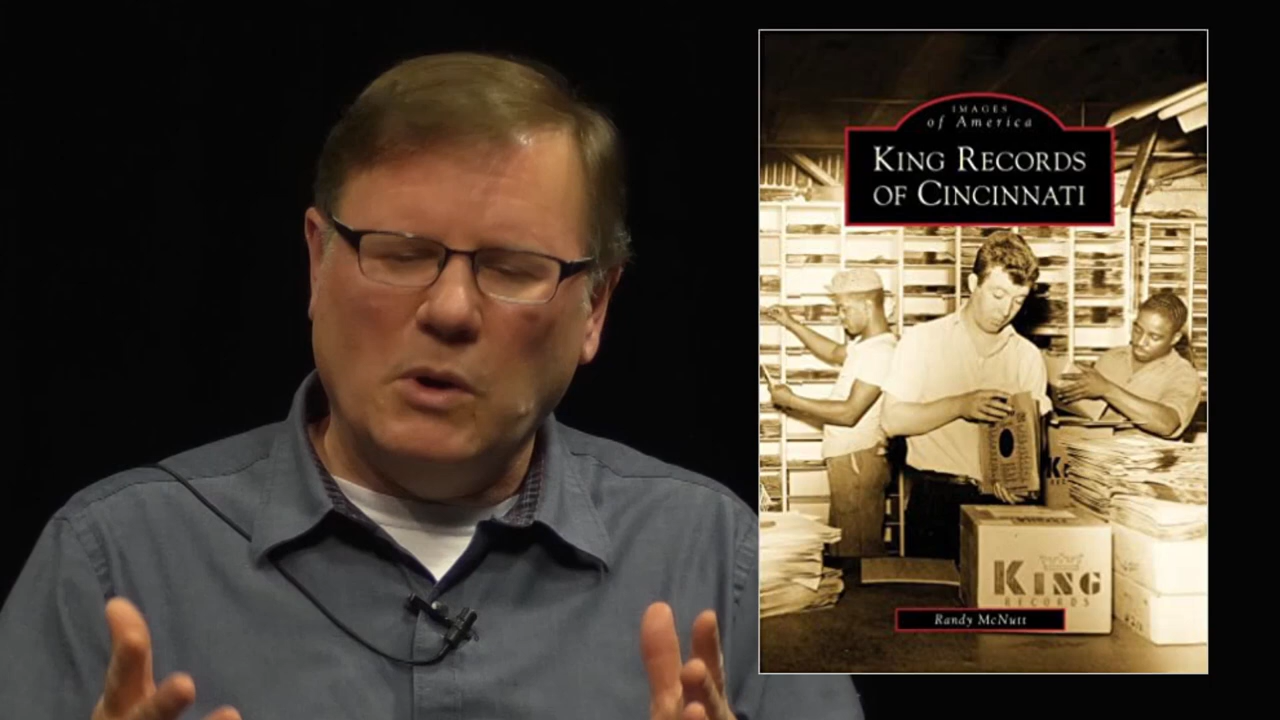 IMAGES
of America
KING RECORDS
OF CINCINNATI
KING
RECORDS
Randy McNutt